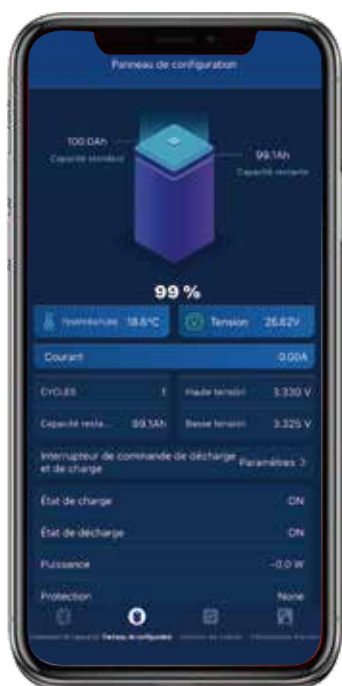 Panneau de configuration
100.0Ah
Capacité standard
99.1Ah
Capacité restante
99 %
TEMPÉRATURE 18.6°C
Tension 26.62V
Courant 0.00A
CYCLES 1
Haute tension 3.330 V
Capacité resta... 99.1Ah
Basse tension 3.325 V
Interrupteur de commande de décharge
et de charge
Paramètres >
État de charge ON
État de décharge ON
Puissance -0.0 W
Protection None
Panneau de configuration